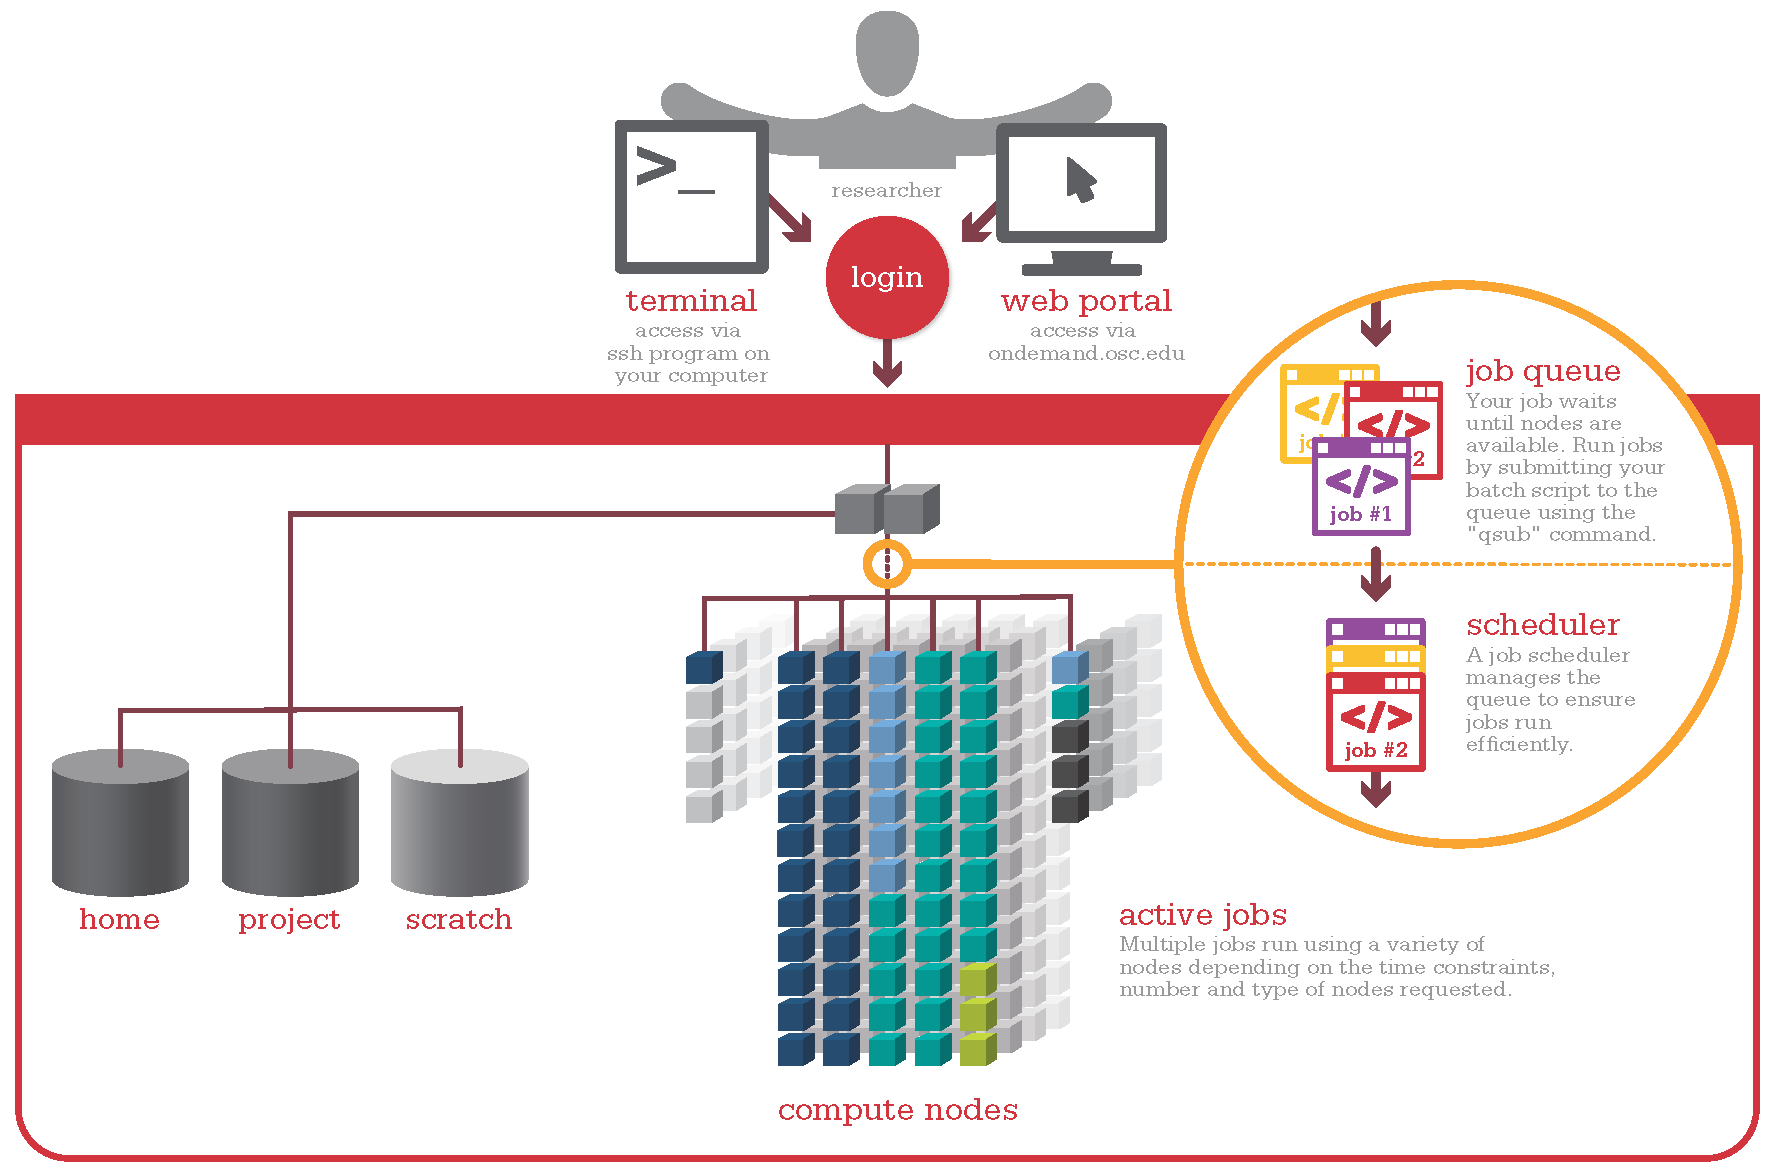 >_
researcher
login
terminal
access via
ssh program on
your computer
web portal
access via
ondemand.osc.edu
</>
jo
</>
2
</>
job #1
job queue
Your job waits
until nodes are
available. Run jobs
by submitting your
batch script to the
queue using the
"qsub" command.
</>
job #2
scheduler
A job scheduler
manages the
queue to ensure
jobs run
efficiently.
home
project
scratch
active jobs
Multiple jobs run using a variety of
nodes depending on the time constraints,
number and type of nodes requested.
compute nodes